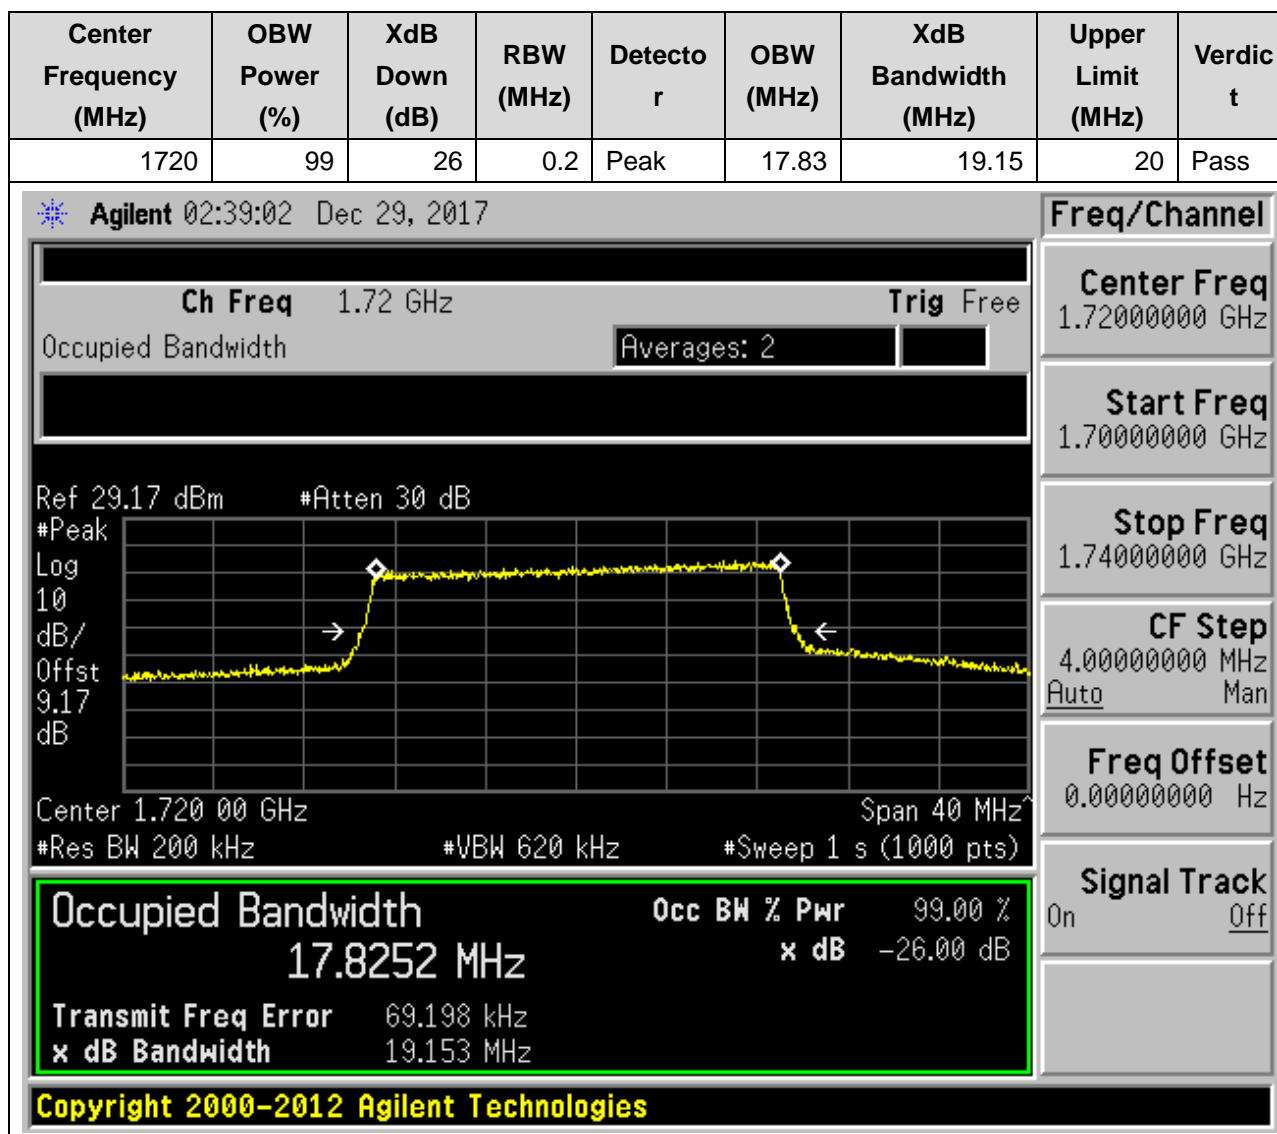 Center Frequency (MHz) OBW Power (%) XdB Down (dB) RBW (MHz) Detector OBW (MHz) XdB Bandwidth (MHz) Upper Limit (MHz) Verdict
1720 99 26 0.2 Peak 17.83 19.15 20 Pass
Agilent 02:39:02 Dec 29, 2017
Freq/Channel
Ch Freq 1.72 GHz Trig Free
Occupied Bandwidth Averages: 2
Ref 29.17 dBm #Atten 30 dB
#Peak
Log
10
dB/
Offst
9.17
dB
Center 1.720 00 GHz Span 40 MHz^
#Res BW 200 kHz #VBW 620 kHz #Sweep 1 s (1000 pts)
Occupied Bandwidth Occ BW % Pwr 99.00 %
17.8252 MHz x dB -26.00 dB
Transmit Freq Error 69.198 kHz
x dB Bandwidth 19.153 MHz
Center Freq
1.72000000 GHz
Start Freq
1.70000000 GHz
Stop Freq
1.74000000 GHz
CF Step
4.00000000 MHz
Auto Man
Freq Offset
0.00000000 Hz
Signal Track
On Off
Copyright 2000-2012 Agilent Technologies